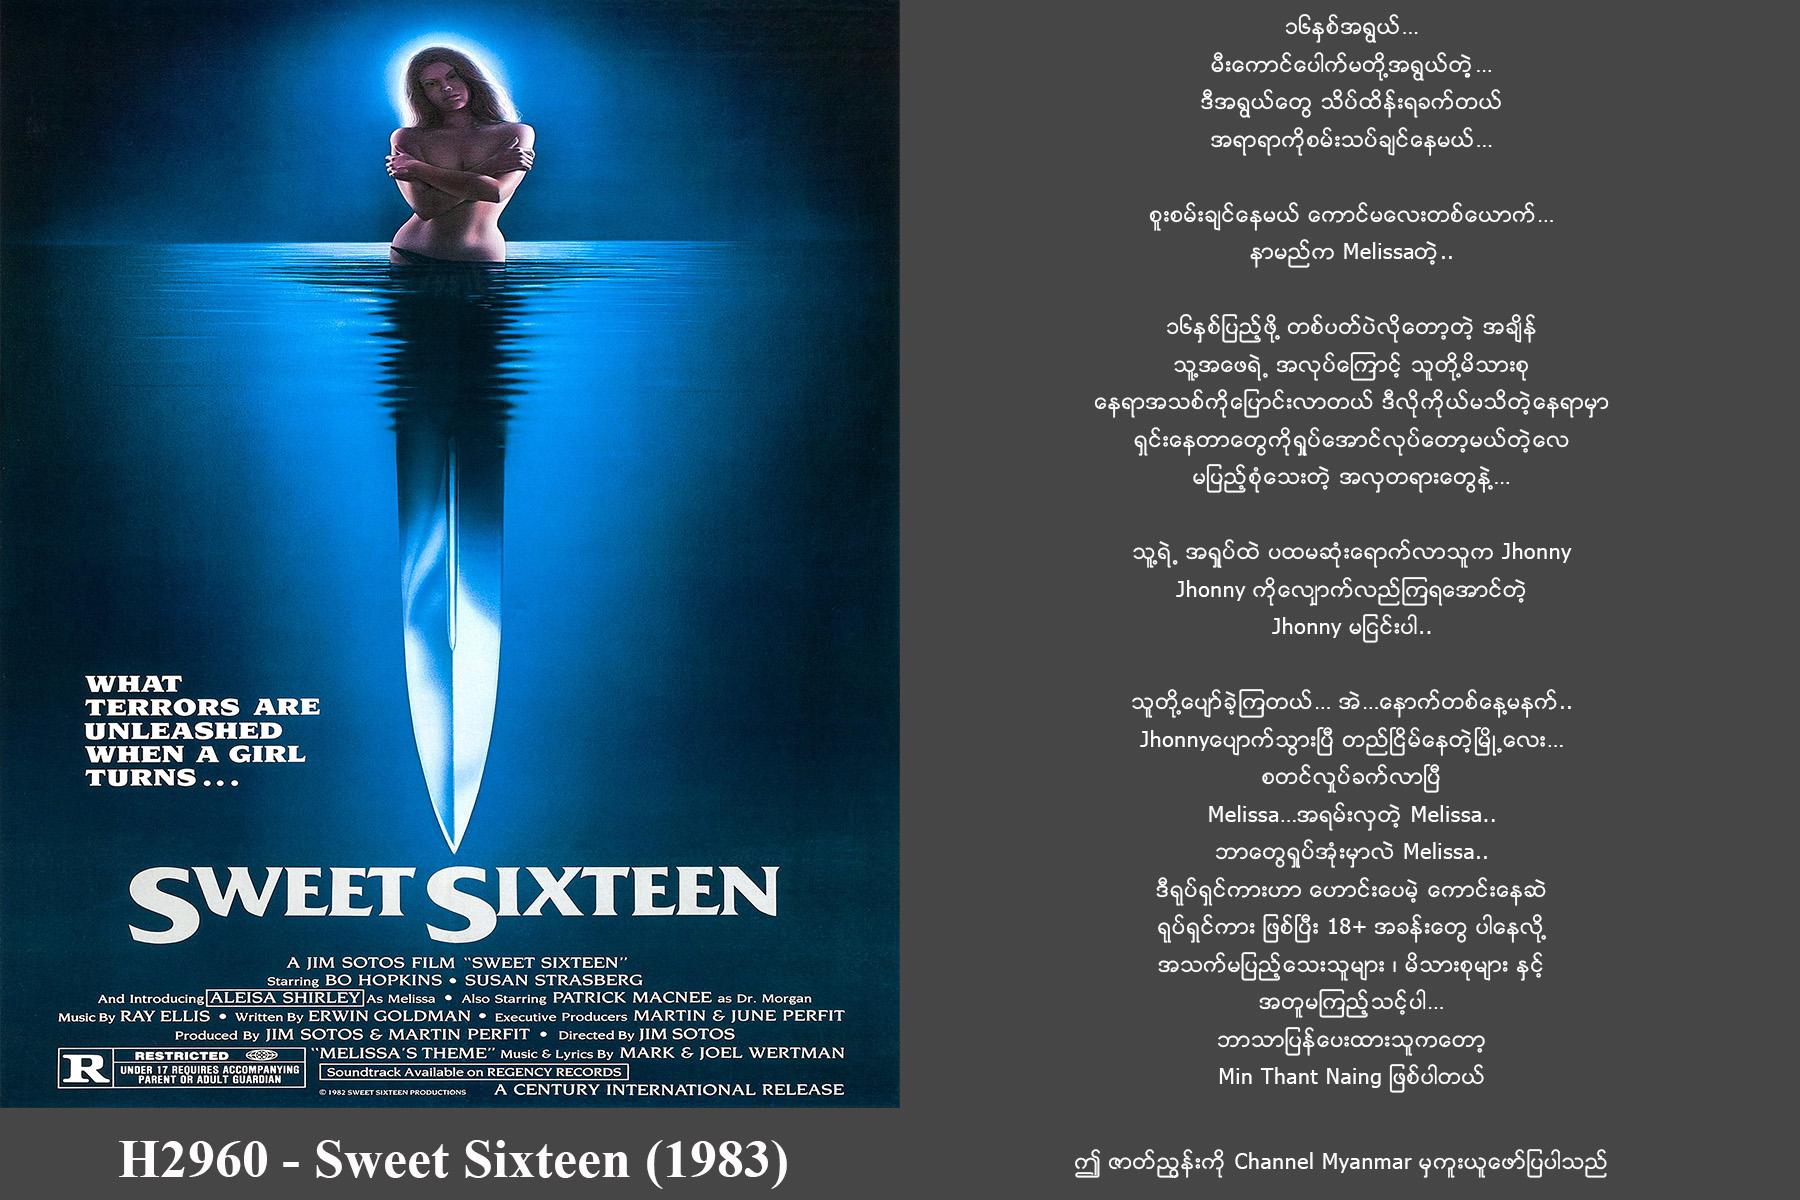 WHAT
TERRORS ARE
UNLEASHED
WHEN A GIRL
TURNS...
SWEET SIXTEEN
A JIM SOTOS FILM "SWEET SIXTEEN"
Starring BO HOPKINS • SUSAN STRASBERG
And Introducing ALEISA SHIRLEY As Melissa • Also Starring PATRICK MACNEE as Dr. Morgan
Music By RAY ELLIS • Written By ERWIN GOLDMAN • Executive Producers MARTIN & JUNE PERFIT
Produced By JIM SOTOS & MARTIN PERFIT • Directed By JIM SOTOS
R RESTRICTED
UNDER 17 REQUIRES ACCOMPANYING
PARENT OR ADULT GUARDIAN
"MELISSA'S THEME" Music & Lyrics By MARK & JOEL WERTMAN
Soundtrack Available on REGENCY RECORDS
© 1982 SWEET SIXTEEN PRODUCTIONS A CENTURY INTERNATIONAL RELEASE
H2960 - Sweet Sixteen (1983)
၁၆နှစ်အရွယ်...
မီးကောင်ပေါက်မတို့အရွယ်တဲ့...
ဒီအရွယ်တွေ သိပ်ထိန်းရခက်တယ်
အရာရာကိုစမ်းသပ်ချင်နေမယ်...
စူးစမ်းချင်နေမယ် ကောင်မလေးတစ်ယောက်...
နာမည်က Melissaတဲ့..
၁၆နှစ်ပြည့်ဖို့ တစ်ပတ်ပဲလိုတော့တဲ့ အချိန်
သူ့အဖေရဲ့ အလုပ်ကြောင့် သူတို့မိသားစု
နေရာအသစ်ကိုပြောင်းလာတယ် ဒီလိုကိုယ်မသိတဲ့နေရာမှာ
ရှင်းနေတာတွေကိုရှုပ်အောင်လုပ်တော့မယ်တဲ့လေ
မပြည့်စုံသေးတဲ့ အလှတရားတွေနဲ့...
သူ့ရဲ့ အရှုပ်ထဲ ပထမဆုံးရောက်လာသူက Jhonny
Jhonny ကိုလျှောက်လည်ကြရအောင်တဲ့
Jhonny မငြင်းပါ..
သူတို့ပျော်ခဲ့ကြတယ်... အဲ...နောက်တစ်နေ့မနက်..
Jhonnyပျောက်သွားပြီ တည်ငြိမ်နေတဲ့မြို့လေး...
စတင်လှုပ်ခက်လာပြီ
Melissa...အရမ်းလှတဲ့ Melissa..
ဘာတွေရှုပ်အုံးမှာလဲ Melissa..
ဒီရုပ်ရှင်ကားဟာ ဟောင်းပေမဲ့ ကောင်းနေဆဲ
ရုပ်ရှင်ကား ဖြစ်ပြီး 18+ အခန်းတွေ ပါနေလို့
အသက်မပြည့်သေးသူများ ၊ မိသားစုများ နှင့်
အတူမကြည့်သင့်ပါ...
ဘာသာပြန်ပေးထားသူကတော့
Min Thant Naing ဖြစ်ပါတယ်
ဤ ဇာတ်ညွှန်းကို Channel Myanmar မှကူးယူဖော်ပြပါသည်